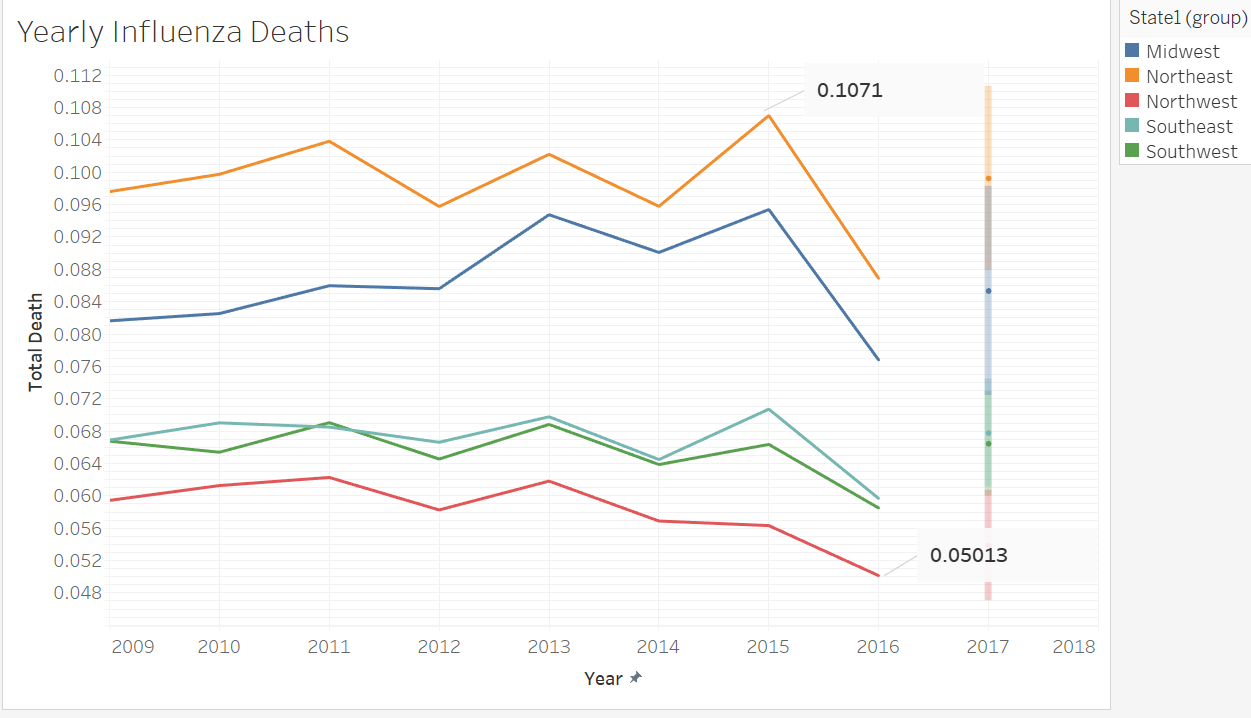 Yearly Influenza Deaths
State1 (group)
Midwest
Northeast
Northwest
Southeast
Southwest
0.112
0.108
0.104
0.100
0.096
0.092
0.088
0.084
0.080
0.076
0.072
0.068
0.064
0.060
0.056
0.052
0.048
Total Death
0.1071
0.05013
2009 2010 2011 2012 2013 2014 2015 2016 2017 2018
Year